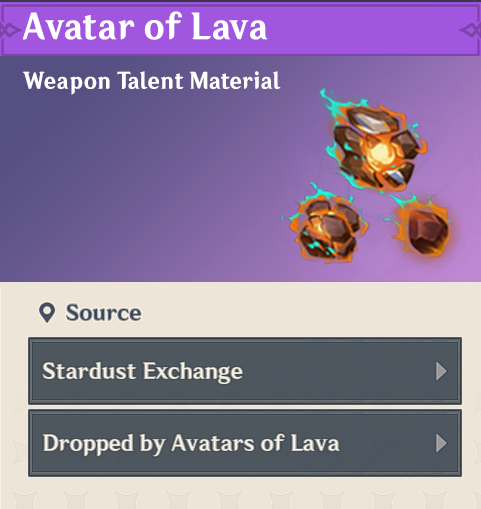 Avatar of Lava
Weapon Talent Material
Source
Stardust Exchange
Dropped by Avatars of Lava